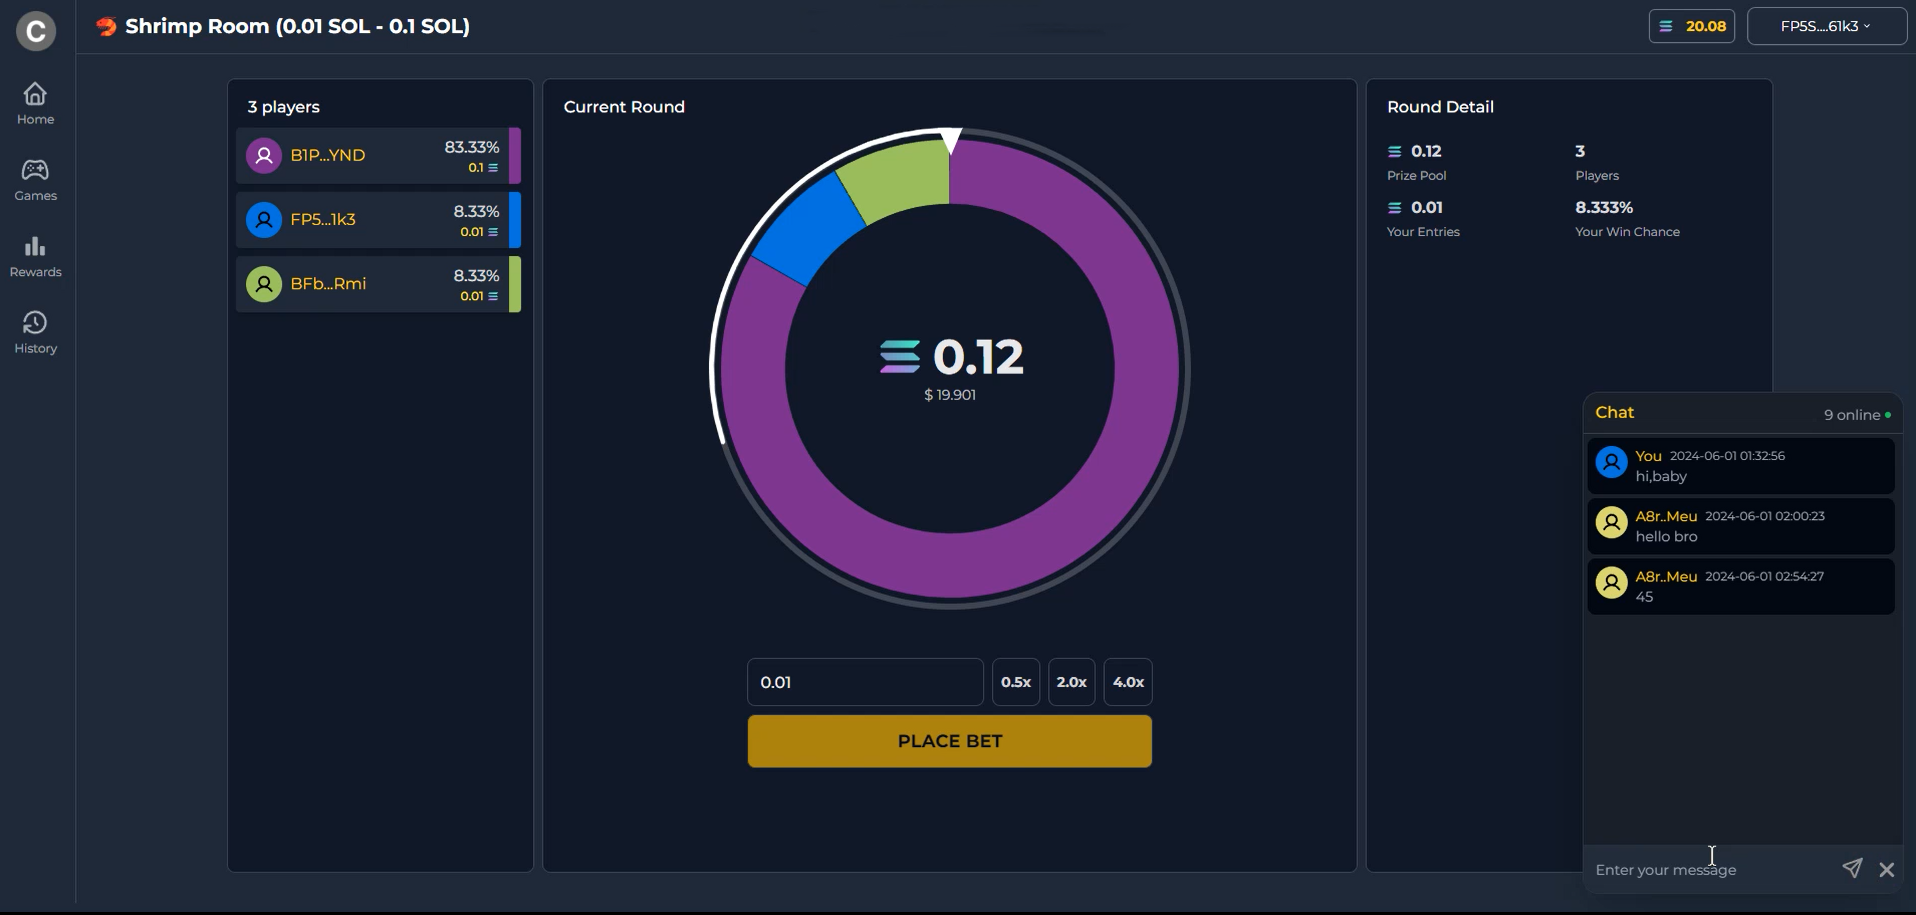 C
Shrimp Room (0.01 SOL - 0.1 SOL)
20.08
FP5S....61k3
Home
Games
Rewards
History
3 players
B1P...YND
83.33%
0.1
FP5...1k3
8.33%
0.01
BFb...Rmi
8.33%
0.01
Current Round
0.12
$ 19.901
0.01
0.5x
2.0x
4.0x
PLACE BET
Round Detail
0.12
3
Prize Pool
Players
0.01
8.333%
Your Entries
Your Win Chance
Chat
9 online
You 2024-06-01 01:32:56
hi,baby
A8r..Meu 2024-06-01 02:00:23
hello bro
A8r..Meu 2024-06-01 02:54:27
45
Enter your message